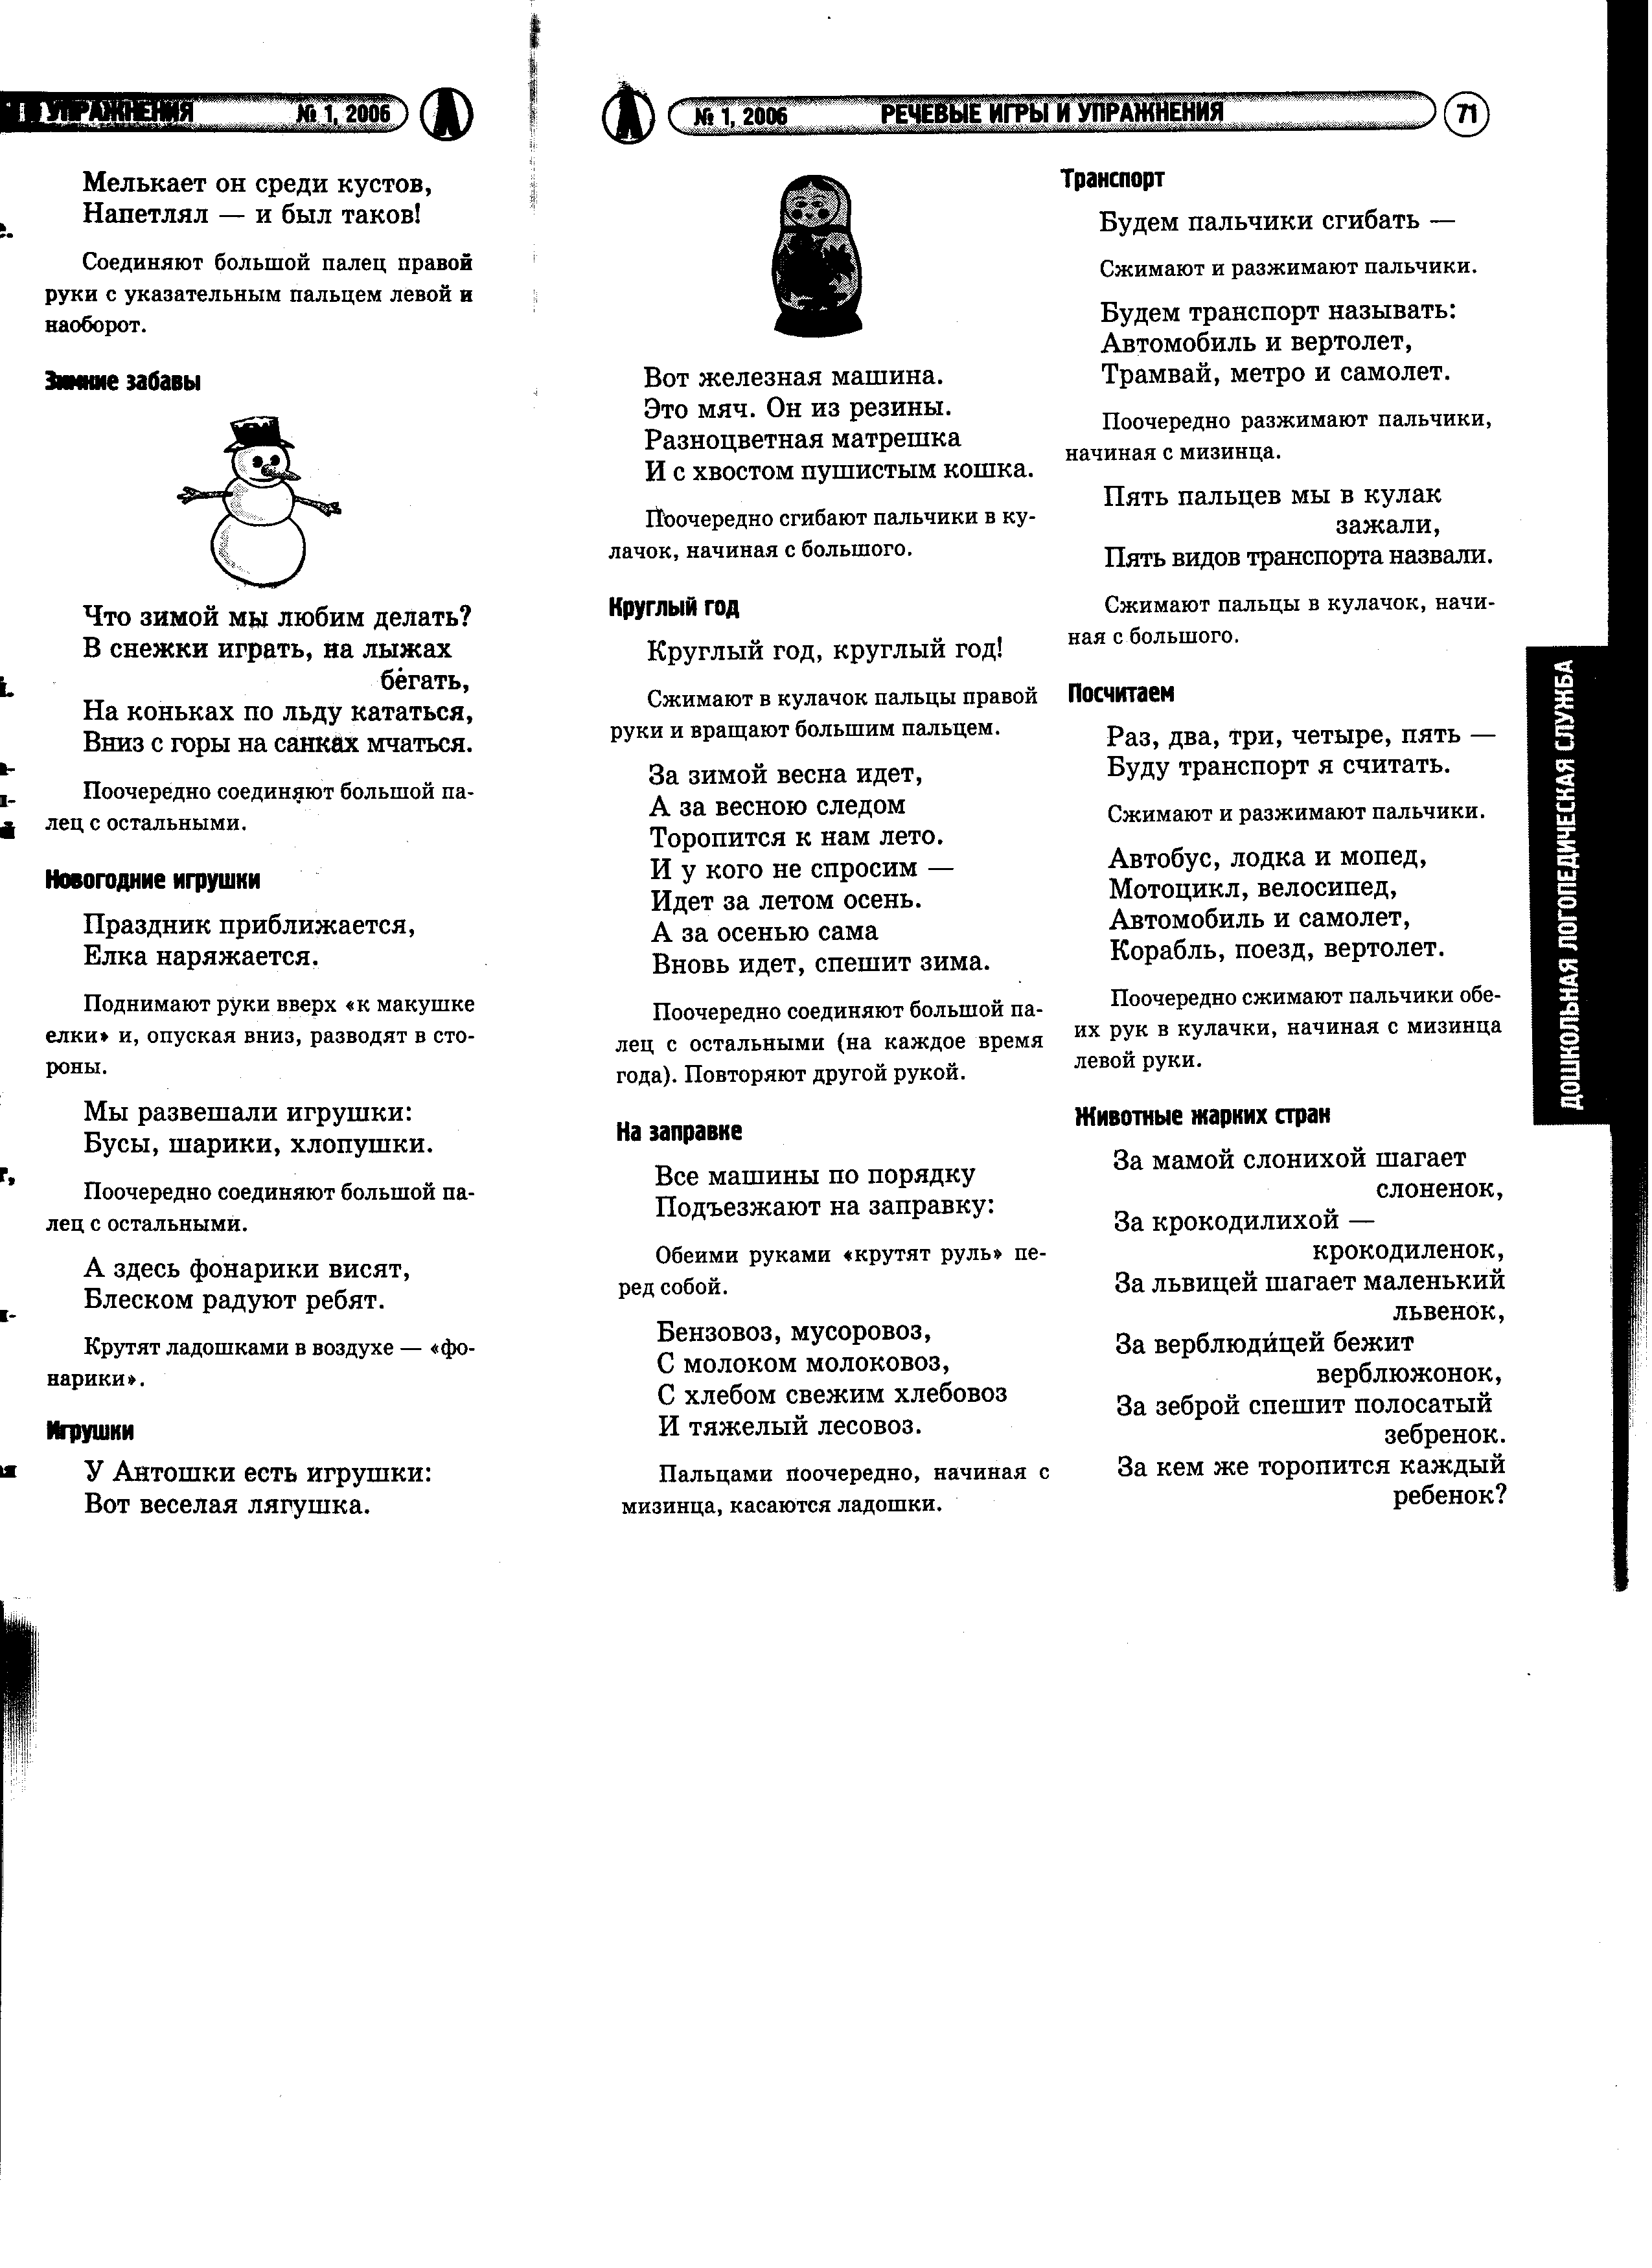 УПРАЖНЕНИЯ № 1, 2006
Мелькает он среди кустов,
Напетлял — и был таков!
Соединяют большой палец правой
руки с указательным пальцем левой и
наоборот.
Зимние забавы
Что зимой мы любим делать?
В снежки играть, на лыжах
бегать,
На коньках по льду кататься,
Вниз с горы на санках мчаться.
Поочередно соединяют большой па-
лец с остальными.
Новогодние игрушки
Праздник приближается,
Елка наряжается.
Поднимают руки вверх «к макушке
елки» и, опуская вниз, разводят в сто-
роны.
Мы развешали игрушки:
Бусы, шарики, хлопушки.
Поочередно соединяют большой па-
лец с остальными.
А здесь фонарики висят,
Блеском радуют ребят.
Крутят ладошками в воздухе — «фо-
нарики».
Игрушки
У Антошки есть игрушки:
Вот веселая лягушка.
№ 1, 2006 РЕЧЕВЫЕ ИГРЫ И УПРАЖНЕНИЯ 71
Вот железная машина.
Это мяч. Он из резины.
Разноцветная матрешка
И с хвостом пушистым кошка.
Поочередно сгибают пальчики в ку-
лачок, начиная с большого.
Круглый год
Круглый год, круглый год!
Сжимают в кулачок пальцы правой
руки и вращают большим пальцем.
За зимой весна идет,
А за весною следом
Торопится к нам лето.
И у кого не спросим —
Идет за летом осень.
А за осенью сама
Вновь идет, спешит зима.
Поочередно соединяют большой па-
лец с остальными (на каждое время
года). Повторяют другой рукой.
На заправке
Все машины по порядку
Подъезжают на заправку:
Обеими руками «крутят руль» пе-
ред собой.
Бензовоз, мусоровоз,
С молоком молоковоз,
С хлебом свежим хлебовоз
И тяжелый лесовоз.
Пальцами поочередно, начиная с
мизинца, касаются ладошки.
Транспорт
Будем пальчики сгибать —
Сжимают и разжимают пальчики.
Будем транспорт называть:
Автомобиль и вертолет,
Трамвай, метро и самолет.
Поочередно разжимают пальчики,
начиная с мизинца.
Пять пальцев мы в кулак
зажали,
Пять видов транспорта назвали.
Сжимают пальцы в кулачок, начи-
ная с большого.
Посчитаем
Раз, два, три, четыре, пять —
Буду транспорт я считать.
Сжимают и разжимают пальчики.
Автобус, лодка и мопед,
Мотоцикл, велосипед,
Автомобиль и самолет,
Корабль, поезд, вертолет.
Поочередно сжимают пальчики обе-
их рук в кулачки, начиная с мизинца
левой руки.
Животные жарких стран
За мамой слонихой шагает
слоненок,
За крокодилихой —
крокодиленок,
За львицей шагает маленький
львенок,
За верблюдицей бежит
верблюжонок,
За зеброй спешит полосатый
зебренок.
За кем же торопится каждый
ребенок?
ДОШКОЛЬНАЯ ЛОГОПЕДИЧЕСКАЯ СЛУЖБА